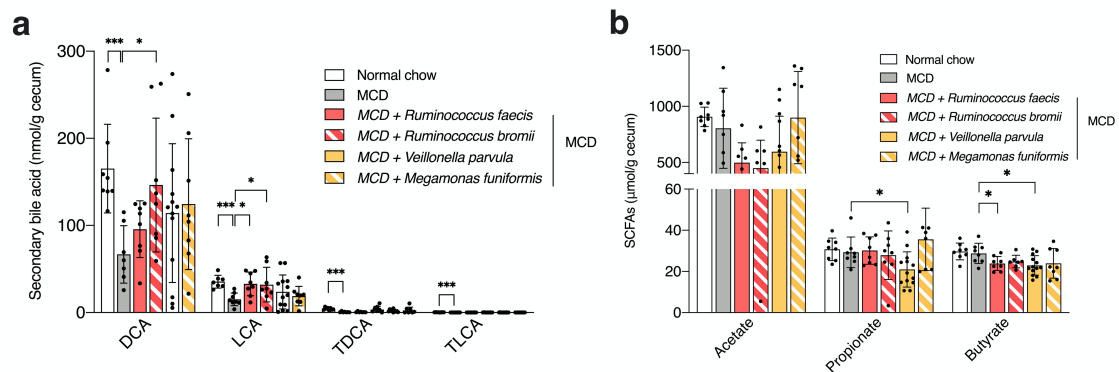 a
Secondary bile acid (nmol/g cecum)
300
200
100
0
*** *
*** *
*
***
***
Normal chow
MCD
MCD + Ruminococcus faecis
MCD + Ruminococcus bromii
MCD + Veillonella parvula
MCD + Megamonas funiformis
MCD
DCA
LCA
TDCA
TLCA
b
SCFAs (µmol/g cecum)
1500
1000
500
60
40
20
0
*
*
*
Normal chow
MCD
MCD + Ruminococcus faecis
MCD + Ruminococcus bromii
MCD + Veillonella parvula
MCD + Megamonas funiformis
MCD
Acetate
Propionate
Butyrate